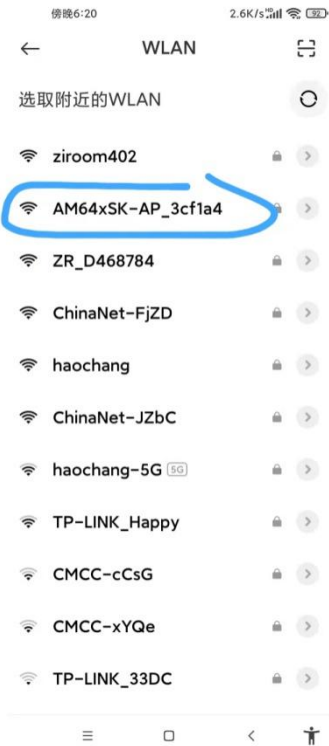 傍晚6:20 2.6K/s HD 92
WLAN
选取附近的WLAN
ziroom402
AM64xSK-AP_3cf1a4
ZR_D468784
ChinaNet-FjZD
haochang
ChinaNet-JZbC
haochang-5G 5G
TP-LINK_Happy
CMCC-cCsG
CMCC-xYQe
TP-LINK_33DC